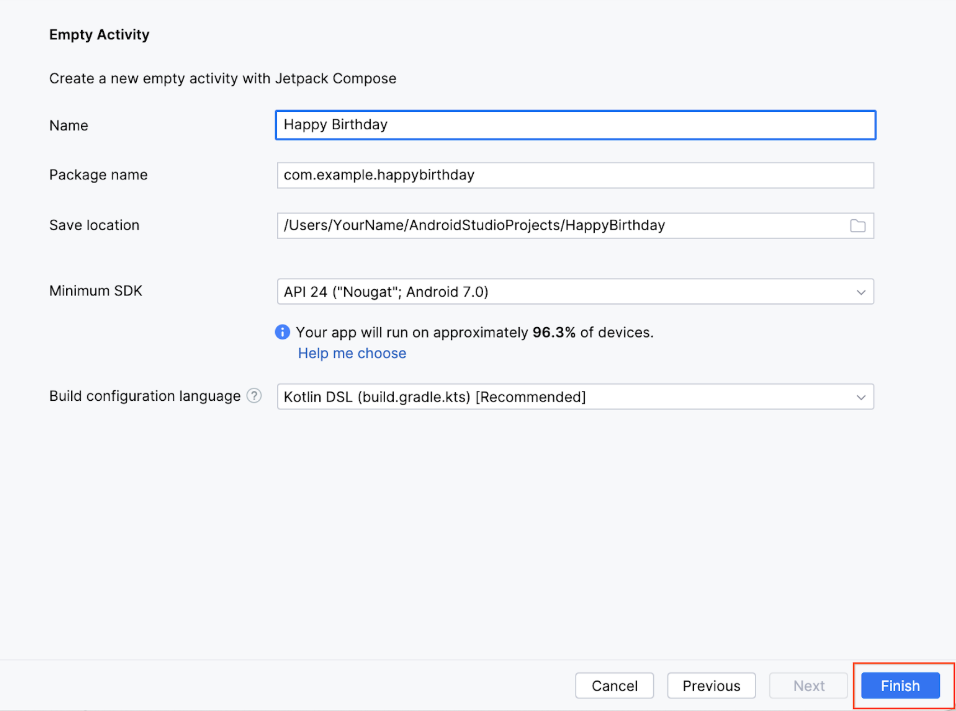 Empty Activity
Create a new empty activity with Jetpack Compose
Name Happy Birthday
Package name com.example.happybirthday
Save location /Users/YourName/AndroidStudioProjects/HappyBirthday
Minimum SDK API 24 ("Nougat"; Android 7.0)
Your app will run on approximately 96.3% of devices.
Help me choose
Build configuration language ? Kotlin DSL (build.gradle.kts) [Recommended]
Cancel Previous Next Finish